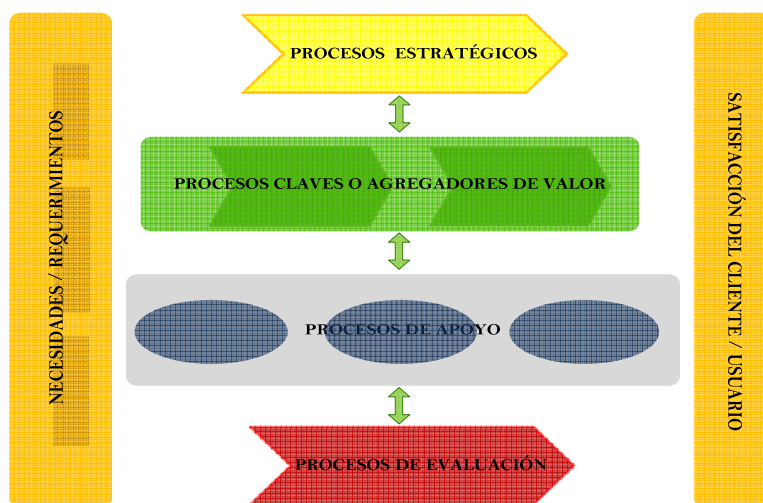 PROCESOS ESTRATÉGICOS
NECESIDADES / REQUERIMIENTOS
PROCESOS CLAVES O AGREGADORES DE VALOR
SATISFACCIÓN DEL CLIENTE / USUARIO
PROCESOS DE APOYO
PROCESOS DE EVALUACIÓN